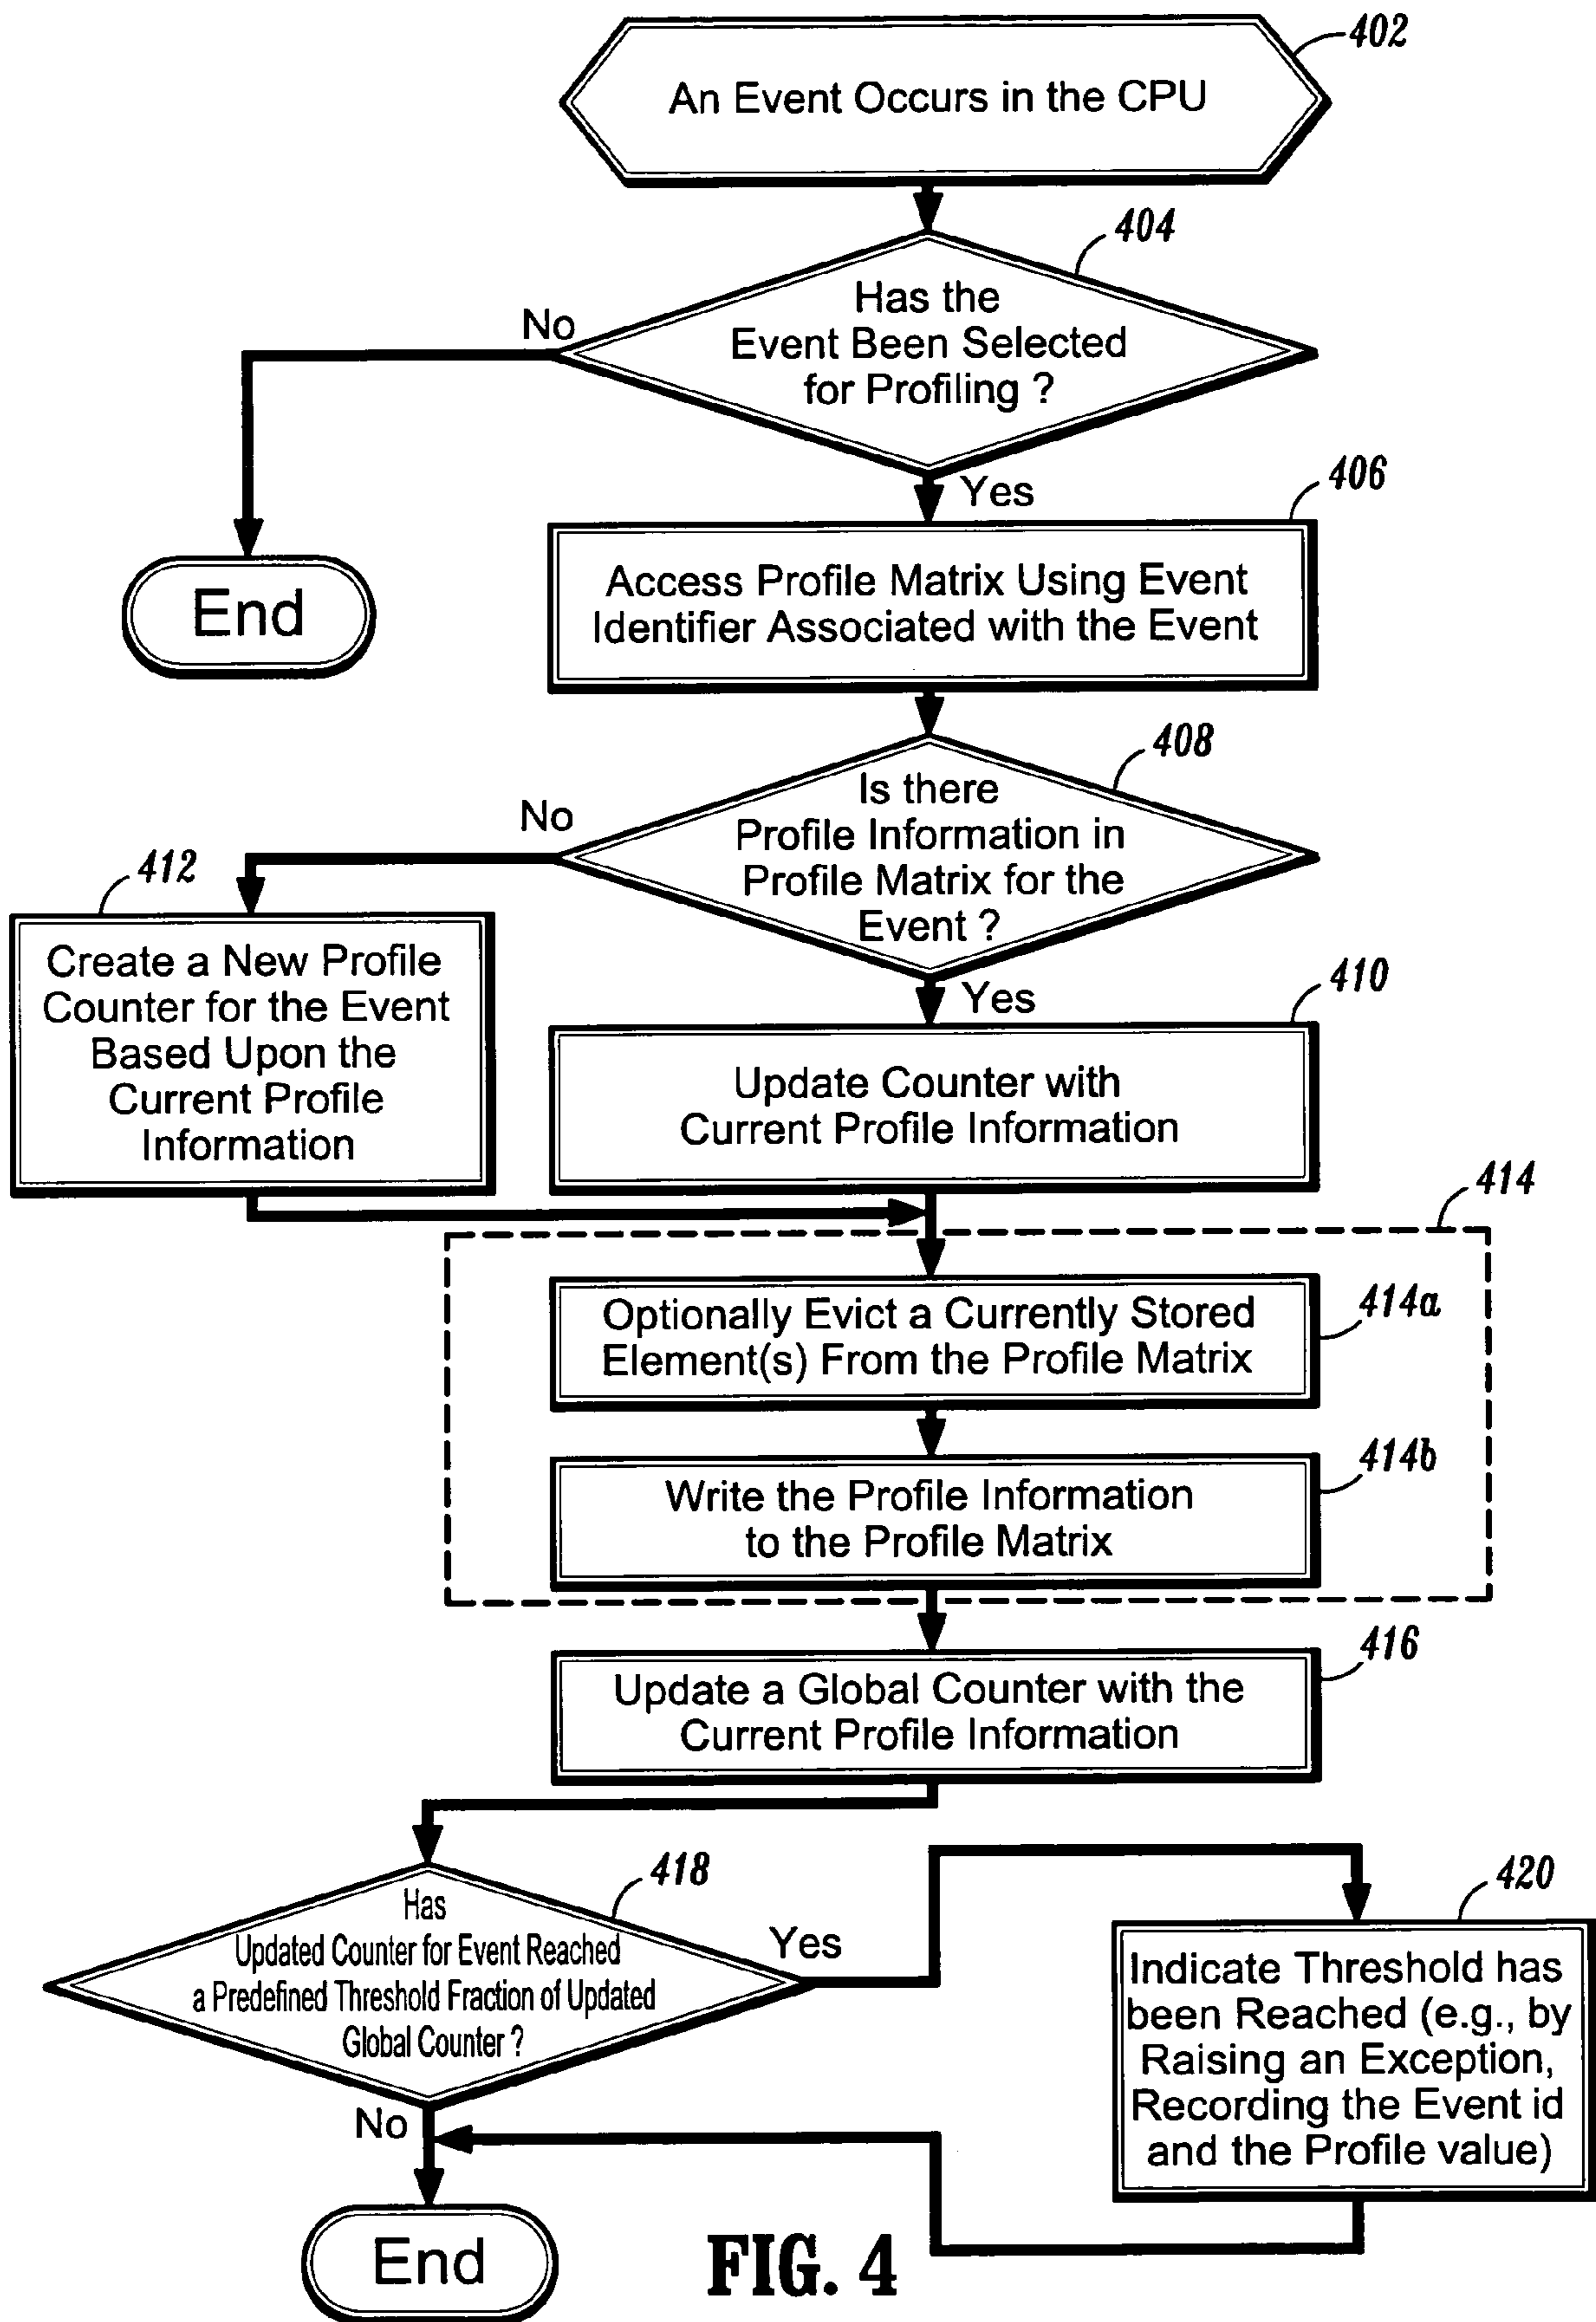 402
An Event Occurs in the CPU
404
Has the
Event Been Selected
for Profiling ?
No
Yes
End
406
Access Profile Matrix Using Event
Identifier Associated with the Event
408
Is there
Profile Information in
Profile Matrix for the
Event ?
No
Yes
412
Create a New Profile
Counter for the Event
Based Upon the
Current Profile
Information
410
Update Counter with
Current Profile Information
414
414a
Optionally Evict a Currently Stored
Element(s) From the Profile Matrix
414b
Write the Profile Information
to the Profile Matrix
416
Update a Global Counter with the
Current Profile Information
418
Has
Updated Counter for Event Reached
a Predefined Threshold Fraction of Updated
Global Counter ?
Yes
No
420
Indicate Threshold has
been Reached (e.g., by
Raising an Exception,
Recording the Event id
and the Profile value)
End
FIG. 4